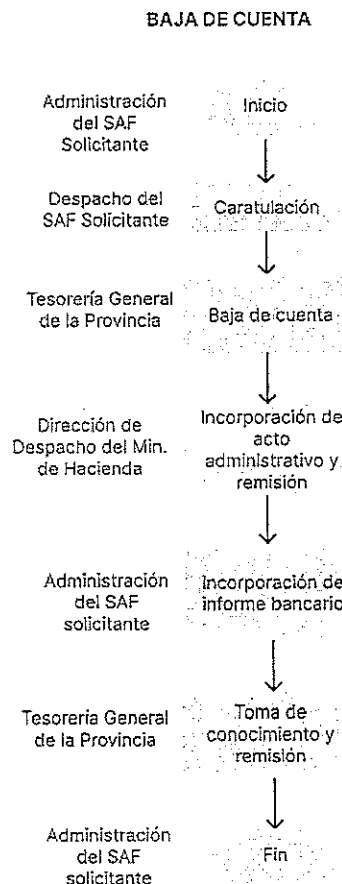 BAJA DE CUENTA
Administración
del SAF
Solicitante
Inicio
Despacho del
SAF Solicitante
Caratulación
Tesorería General
de la Provincia
Baja de cuenta
Dirección de
Despacho del Min.
de Hacienda
Incorporación de
acto
administrativo y
remisión
Administración
del SAF
solicitante
Incorporación de
informe bancario
Tesorería General
de la Provincia
Toma de
conocimiento y
remisión
Administración
del SAF
solicitante
Fin